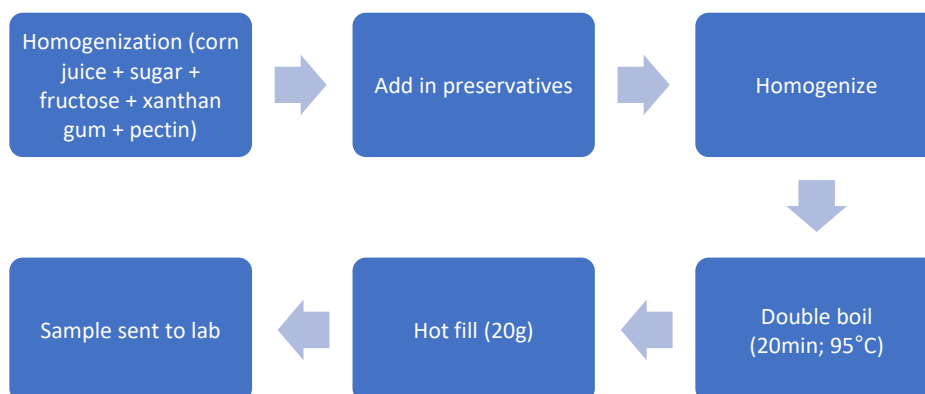 Homogenization (corn
juice + sugar +
fructose + xanthan
gum + pectin)
Add in preservatives
Homogenize
Double boil
(20min; 95°C)
Hot fill (20g)
Sample sent to lab